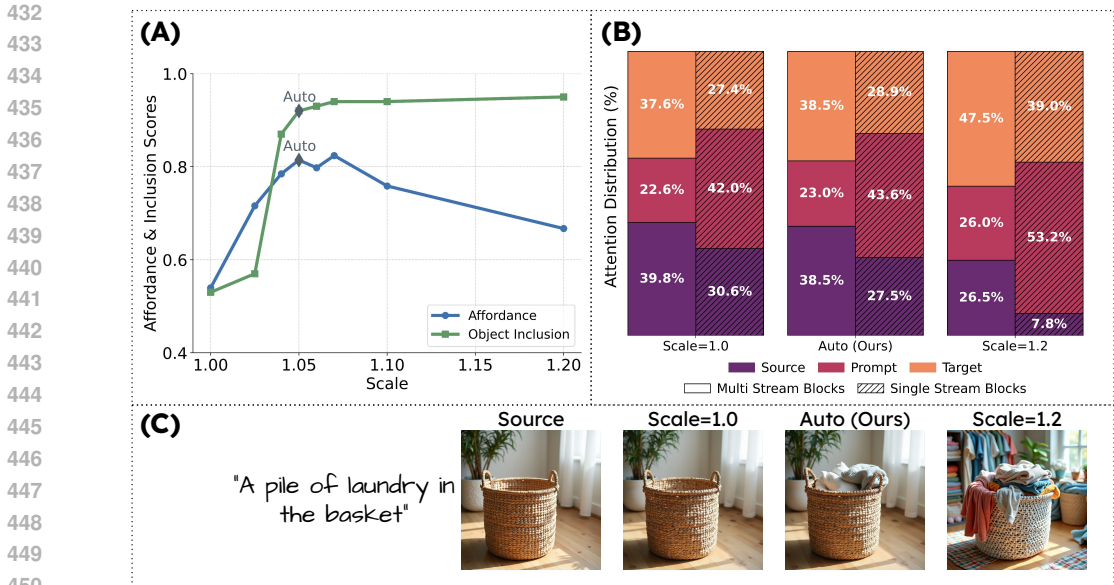 432
433
434
435
436
437
438
439
440
441
442
443
444
445
446
447
448
449
450
(A)
Affordance & Inclusion Scores
1.0
0.8
0.6
0.4
Auto
Auto
Affordance
Object Inclusion
1.00 1.05 1.10 1.15 1.20
Scale
(B)
Attention Distribution (%)
37.6% 27.4% 38.5% 28.9% 47.5% 39.0%
22.6% 42.0% 23.0% 43.6% 26.0% 53.2%
39.8% 30.6% 38.5% 27.5% 26.5% 7.8%
Scale=1.0 Auto (Ours) Scale=1.2
Source Prompt Target
Multi Stream Blocks Single Stream Blocks
(C)
Source Scale=1.0 Auto (Ours) Scale=1.2
"A pile of laundry in
the basket"